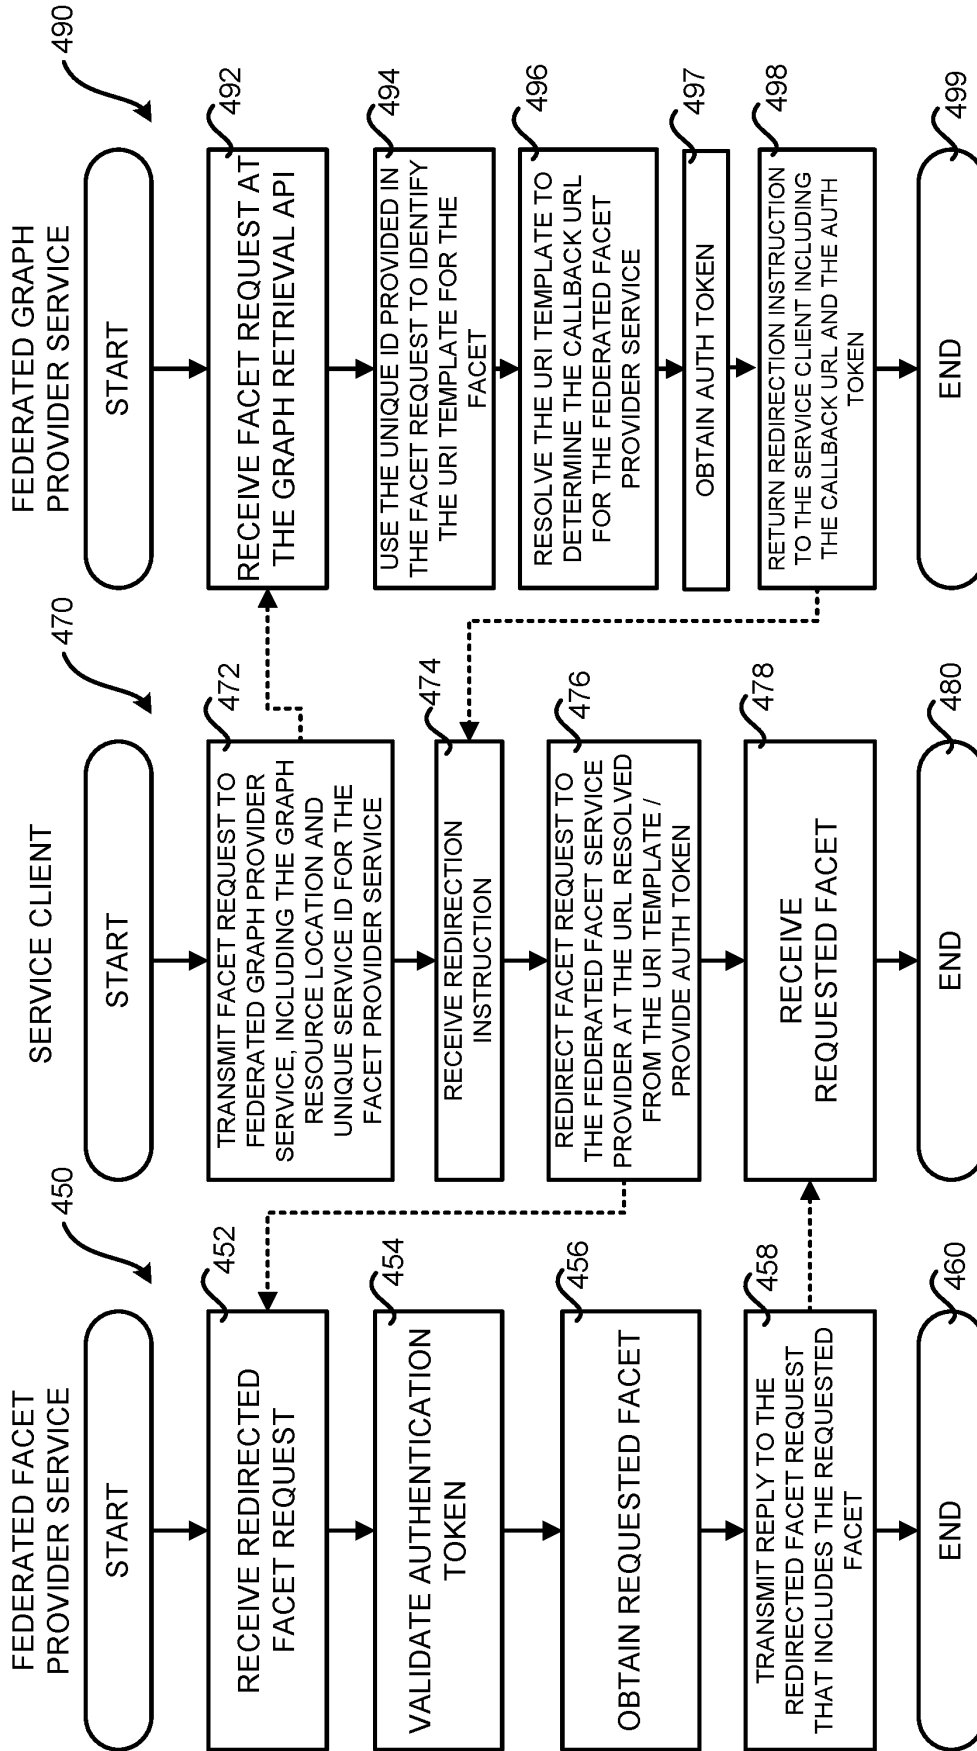 FEDERATED FACET
PROVIDER SERVICE
450
START
452
RECEIVE REDIRECTED
FACET REQUEST
454
VALIDATE AUTHENTICATION
TOKEN
456
OBTAIN REQUESTED FACET
458
TRANSMIT REPLY TO THE
REDIRECTED FACET REQUEST
THAT INCLUDES THE REQUESTED
FACET
460
END
SERVICE CLIENT
470
START
472
TRANSMIT FACET REQUEST TO
FEDERATED GRAPH PROVIDER
SERVICE, INCLUDING THE GRAPH
RESOURCE LOCATION AND
UNIQUE SERVICE ID FOR THE
FACET PROVIDER SERVICE
474
RECEIVE REDIRECTION
INSTRUCTION
476
REDIRECT FACET REQUEST TO
THE FEDERATED FACET SERVICE
PROVIDER AT THE URL RESOLVED
FROM THE URI TEMPLATE /
PROVIDE AUTH TOKEN
478
RECEIVE
REQUESTED FACET
480
END
FEDERATED GRAPH
PROVIDER SERVICE
490
START
492
RECEIVE FACET REQUEST AT
THE GRAPH RETRIEVAL API
494
USE THE UNIQUE ID PROVIDED IN
THE FACET REQUEST TO IDENTIFY
THE URI TEMPLATE FOR THE
FACET
496
RESOLVE THE URI TEMPLATE TO
DETERMINE THE CALLBACK URL
FOR THE FEDERATED FACET
PROVIDER SERVICE
497
OBTAIN AUTH TOKEN
498
RETURN REDIRECTION INSTRUCTION
TO THE SERVICE CLIENT INCLUDING
THE CALLBACK URL AND THE AUTH
TOKEN
499
END